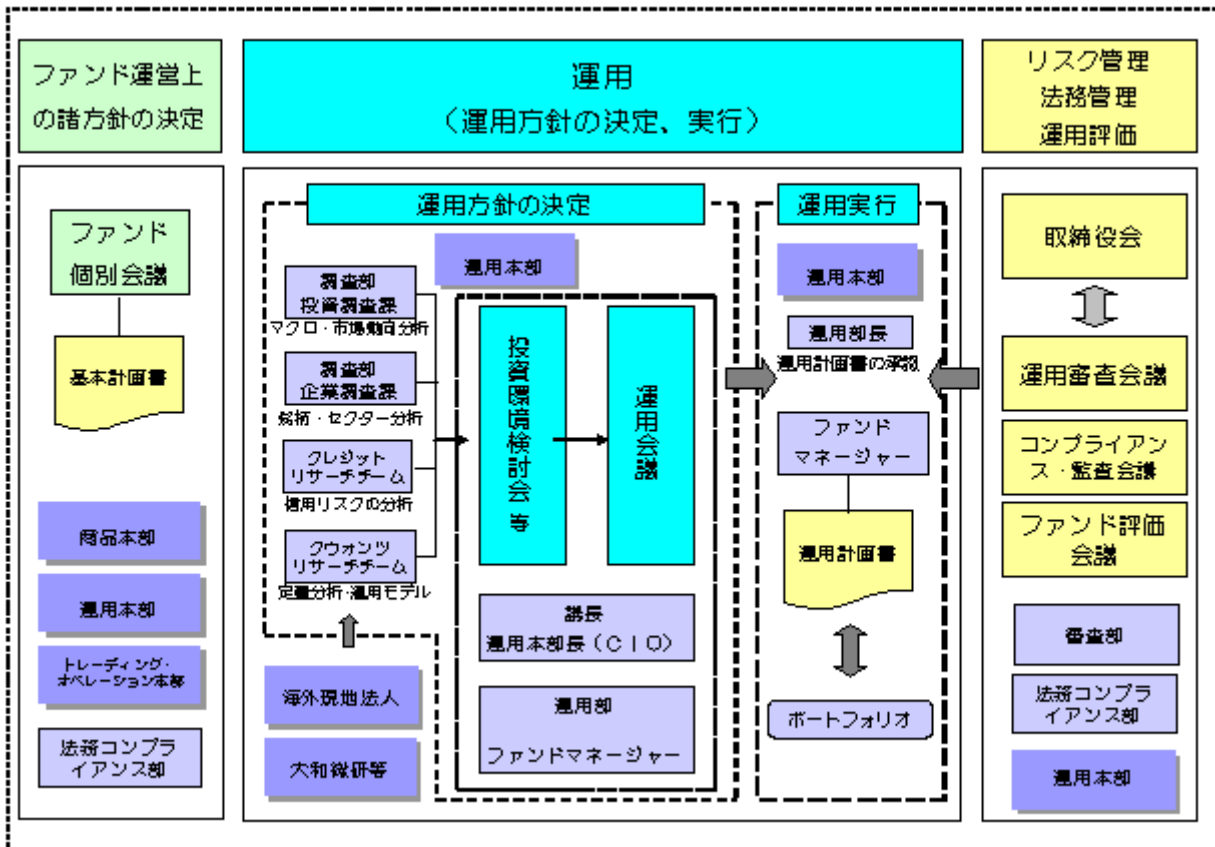 ファンド運営上
の諸方針の決定
運用
(運用方針の決定、実行)
リスク管理
法務管理
運用評価
ファンド
個別会議
基本計画書
商品本部
運用本部
トレーディング・
オペレーション本部
法務コンプラ
イアンス部
運用方針の決定
運用本部
調査部
投資調査課
マクロ・市場動向分析
調査部
企業調査課
銘柄・セクター分析
クレジット
リサーチチーム
信用リスクの分析
クウォンツ
リサーチチーム
定量分析・運用モデル
海外現地法人
大和総研等
投資環境検討会 等
運用会議
議長
運用本部長(CIO)
運用部
ファンドマネージャー
運用実行
運用本部
運用部長
運用計画書の承認
ファンド
マネージャー
運用計画書
ポートフォリオ
取締役会
運用審査会議
コンプライアン
ス・監査会議
ファンド評価
会議
審査部
法務コンプラ
イアンス部
運用本部